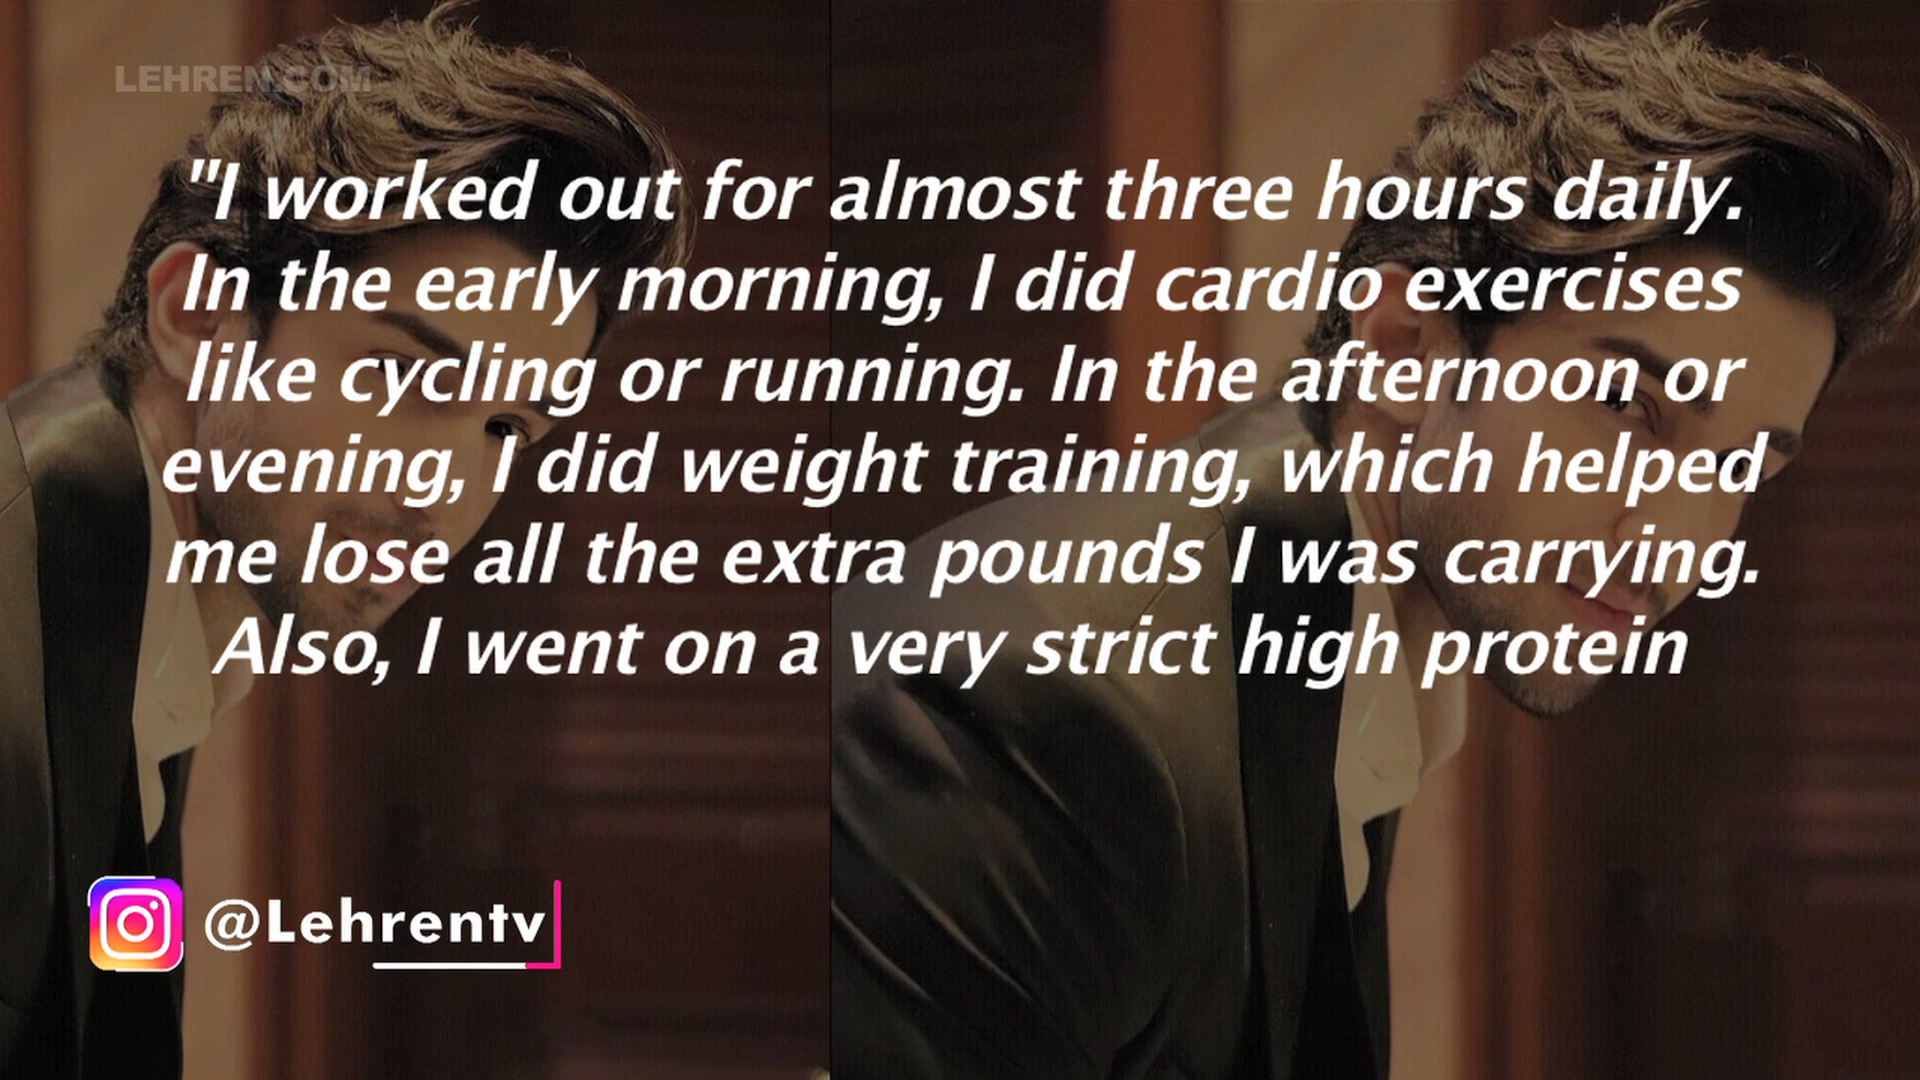 LEHREN.COM
"I worked out for almost three hours daily.
In the early morning, I did cardio exercises
like cycling or running. In the afternoon or
evening, I did weight training, which helped
me lose all the extra pounds I was carrying.
Also, I went on a very strict high protein
@Lehrentv